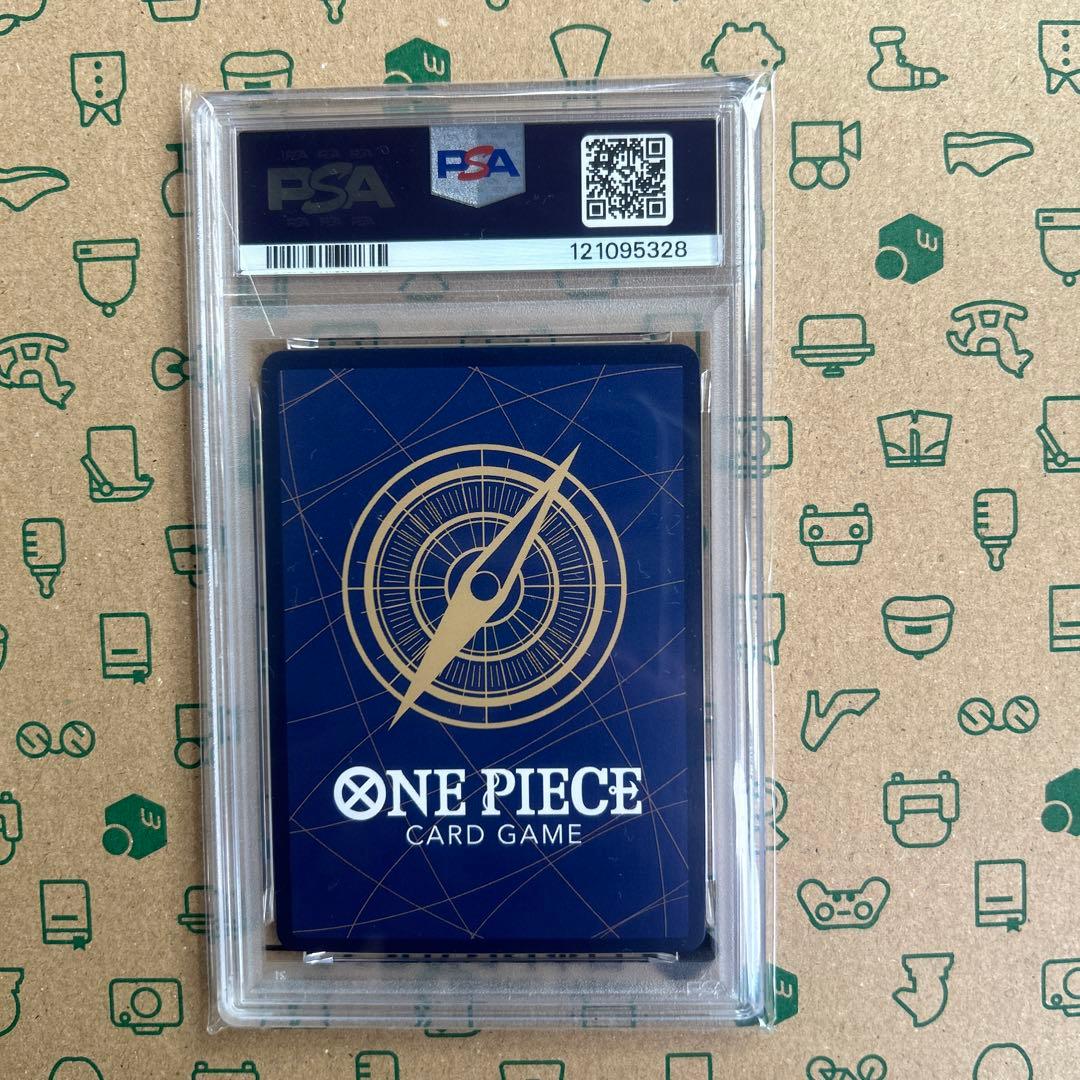 PSA
PSA
121095328
ONE PIECE
CARD GAME